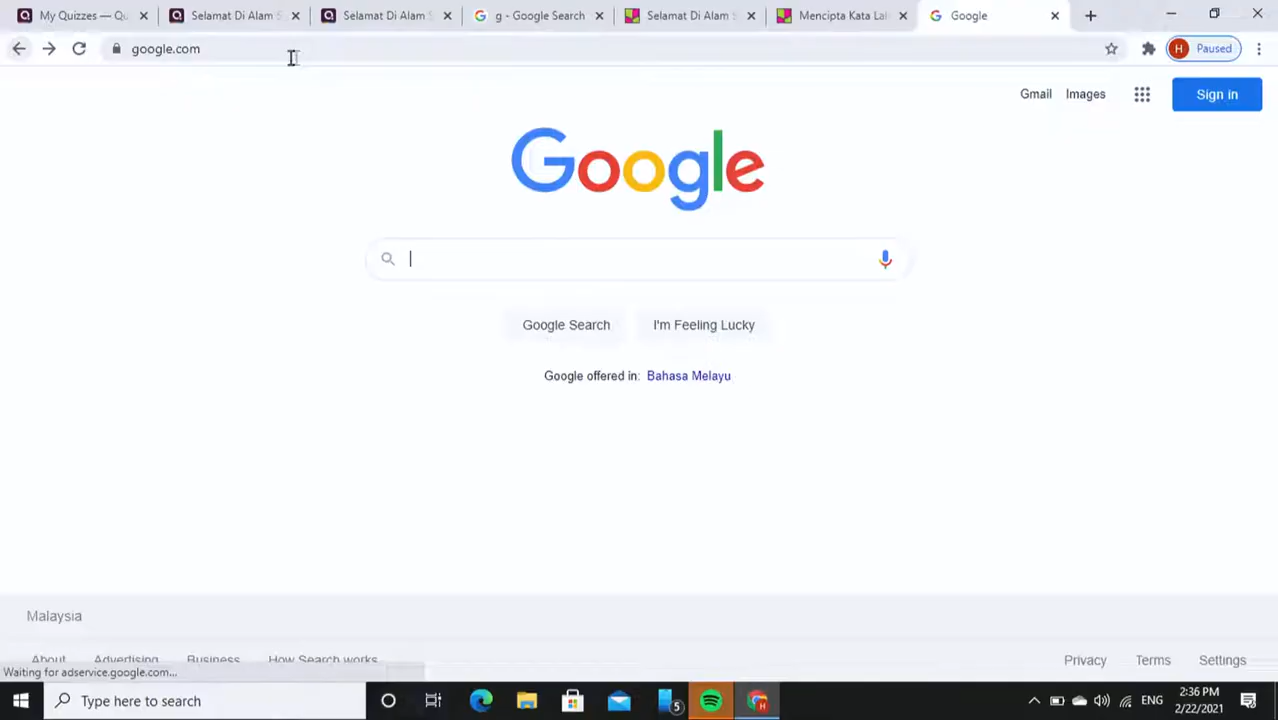 My Quizzes — Qu
Selamat Di Alam S
Selamat Di Alam S
g - Google Search
Selamat Di Alam S
Mencipta Kata Lal
Google
google.com
H Paused
Gmail Images Sign in
Google
Google Search I'm Feeling Lucky
Google offered in: Bahasa Melayu
Malaysia
About Advertising Business How Search works
Privacy Terms Settings
Waiting for adservice.google.com...
Type here to search
5
H
ENG
2:36 PM
2/22/2021